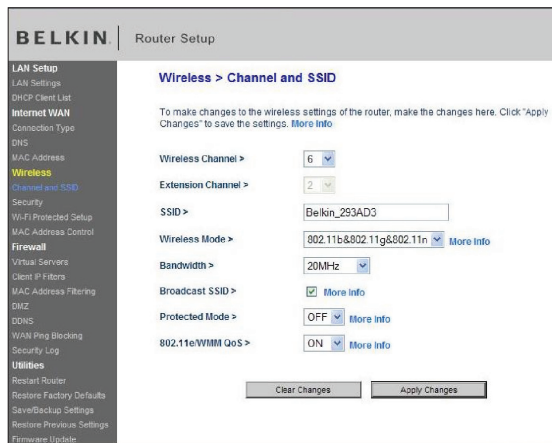 BELKIN. Router Setup
LAN Setup
LAN Settings
DHCP Client List
Internet WAN
Connection Type
DNS
MAC Address
Wireless
Channel and SSID
Security
Wi-Fi Protected Setup
MAC Address Control
Firewall
Virtual Servers
Client IP Filters
MAC Address Filtering
DMZ
DDNS
WAN Ping Blocking
Security Log
Utilities
Restart Router
Restore Factory Defaults
Save/Backup Settings
Restore Previous Settings
Firmware Update
Wireless > Channel and SSID
To make changes to the wireless settings of the router, make the changes here. Click "Apply
Changes" to save the settings. More Info
Wireless Channel > 6
Extension Channel > 2
SSID > Belkin_293AD3
Wireless Mode > 802.11b&802.11g&802.11n More Info
Bandwidth > 20MHz
Broadcast SSID > More Info
Protected Mode > OFF More Info
802.11e/WMM QoS > ON More Info
Clear Changes Apply Changes